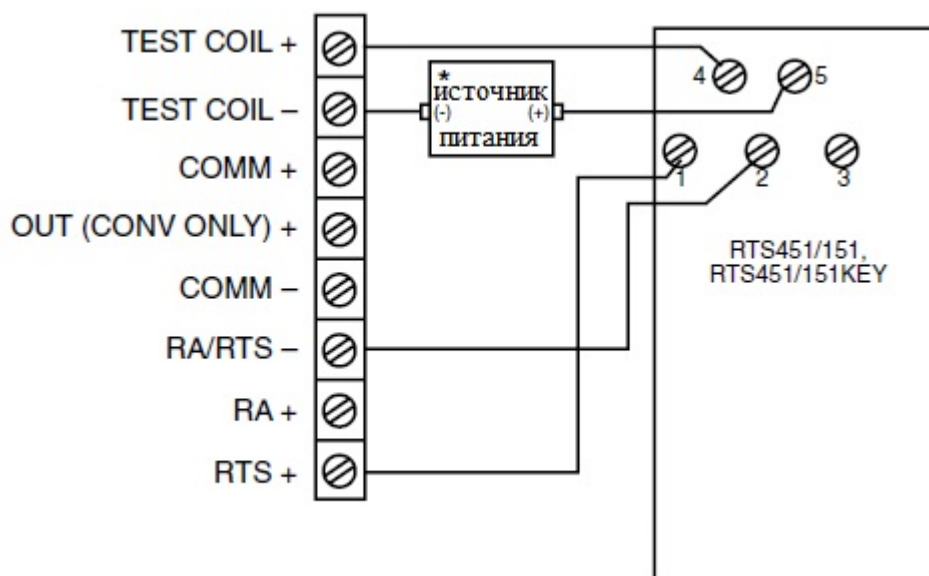 TEST COIL +
TEST COIL –
COMM +
OUT (CONV ONLY) +
COMM –
RA/RTS –
RA +
RTS +
*
источник
(-) (+)
питания
4 5
1 2 3
RTS451/151,
RTS451/151KEY